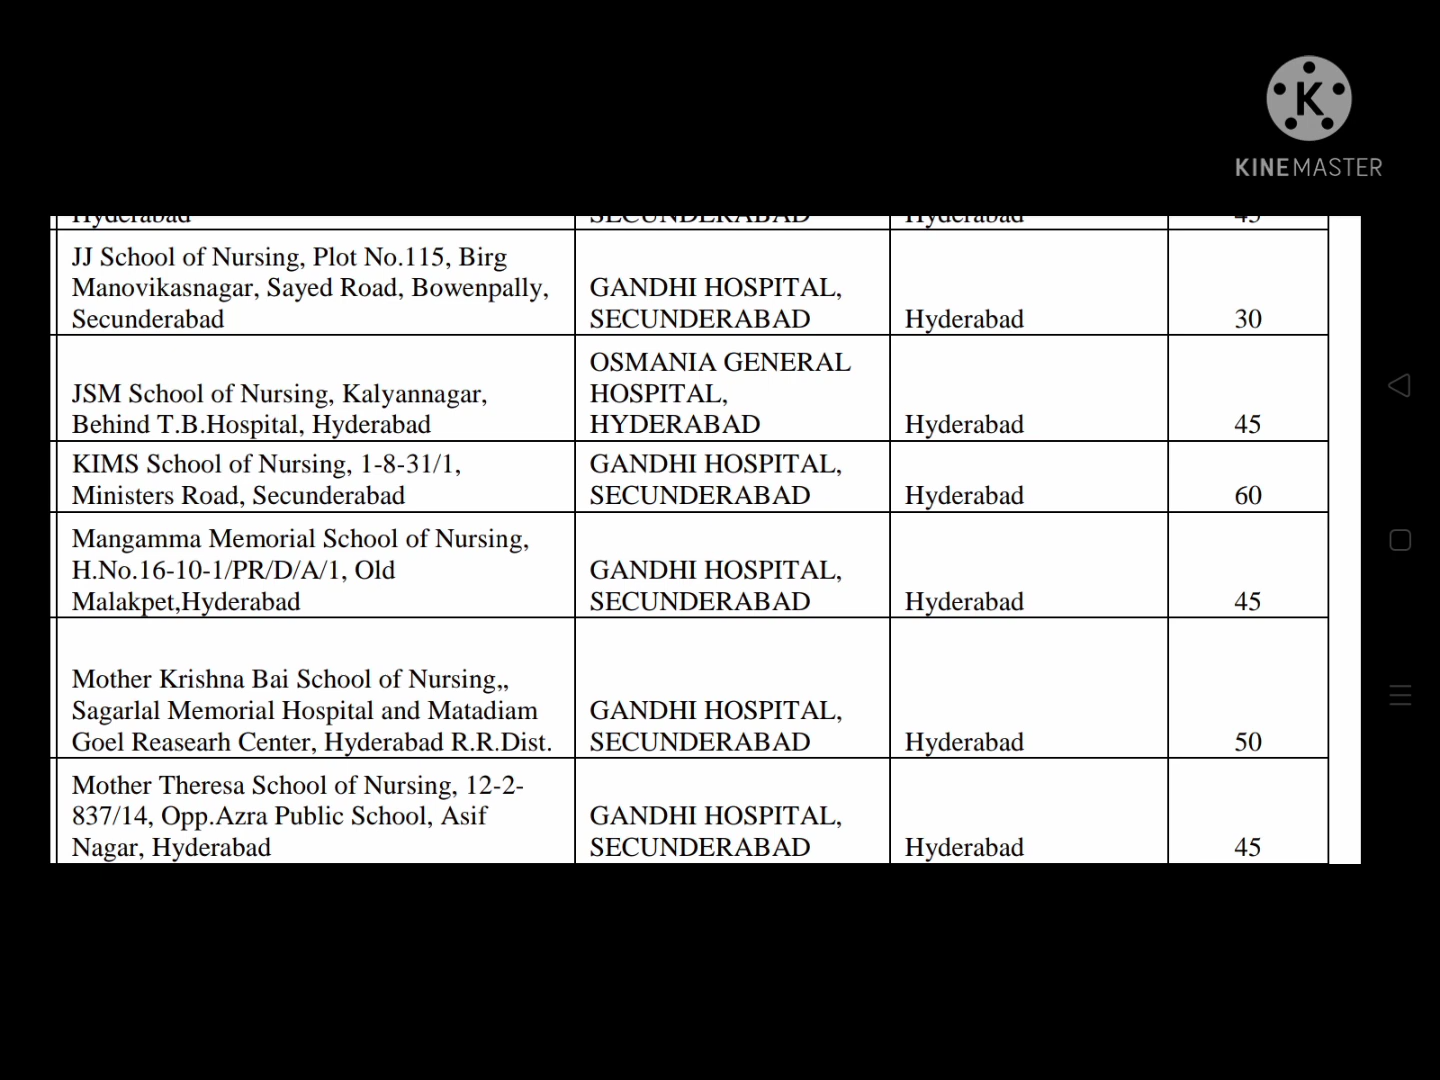 KINEMASTER
Hyderabad
SECUNDERABAD
Hyderabad
45
JJ School of Nursing, Plot No.115, Birg
Manovikasnagar, Sayed Road, Bowenpally,
Secunderabad
GANDHI HOSPITAL,
SECUNDERABAD
Hyderabad
30
JSM School of Nursing, Kalyannagar,
Behind T.B.Hospital, Hyderabad
OSMANIA GENERAL
HOSPITAL,
HYDERABAD
Hyderabad
45
KIMS School of Nursing, 1-8-31/1,
Ministers Road, Secunderabad
GANDHI HOSPITAL,
SECUNDERABAD
Hyderabad
60
Mangamma Memorial School of Nursing,
H.No.16-10-1/PR/D/A/1, Old
Malakpet,Hyderabad
GANDHI HOSPITAL,
SECUNDERABAD
Hyderabad
45
Mother Krishna Bai School of Nursing,,
Sagarlal Memorial Hospital and Matadiam
Goel Reasearh Center, Hyderabad R.R.Dist.
GANDHI HOSPITAL,
SECUNDERABAD
Hyderabad
50
Mother Theresa School of Nursing, 12-2-
837/14, Opp.Azra Public School, Asif
Nagar, Hyderabad
GANDHI HOSPITAL,
SECUNDERABAD
Hyderabad
45